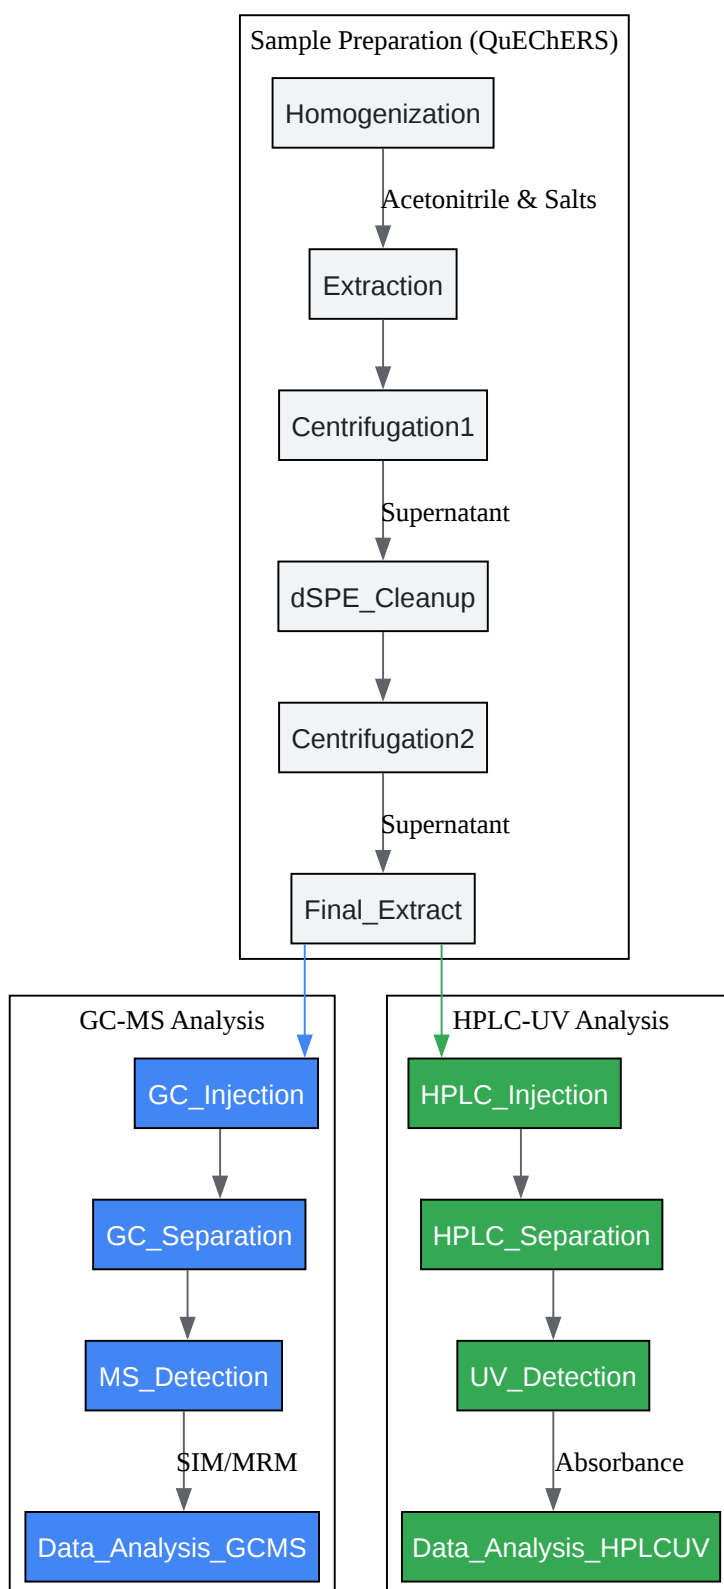 Sample Preparation (QuEChERS)
Homogenization
Acetonitrile & Salts
Extraction
Centrifugation1
Supernatant
dSPE_Cleanup
Centrifugation2
Supernatant
Final_Extract
GC-MS Analysis
GC_Injection
GC_Separation
MS_Detection
SIM/MRM
Data_Analysis_GCMS
HPLC-UV Analysis
HPLC_Injection
HPLC_Separation
UV_Detection
Absorbance
Data_Analysis_HPLCUV